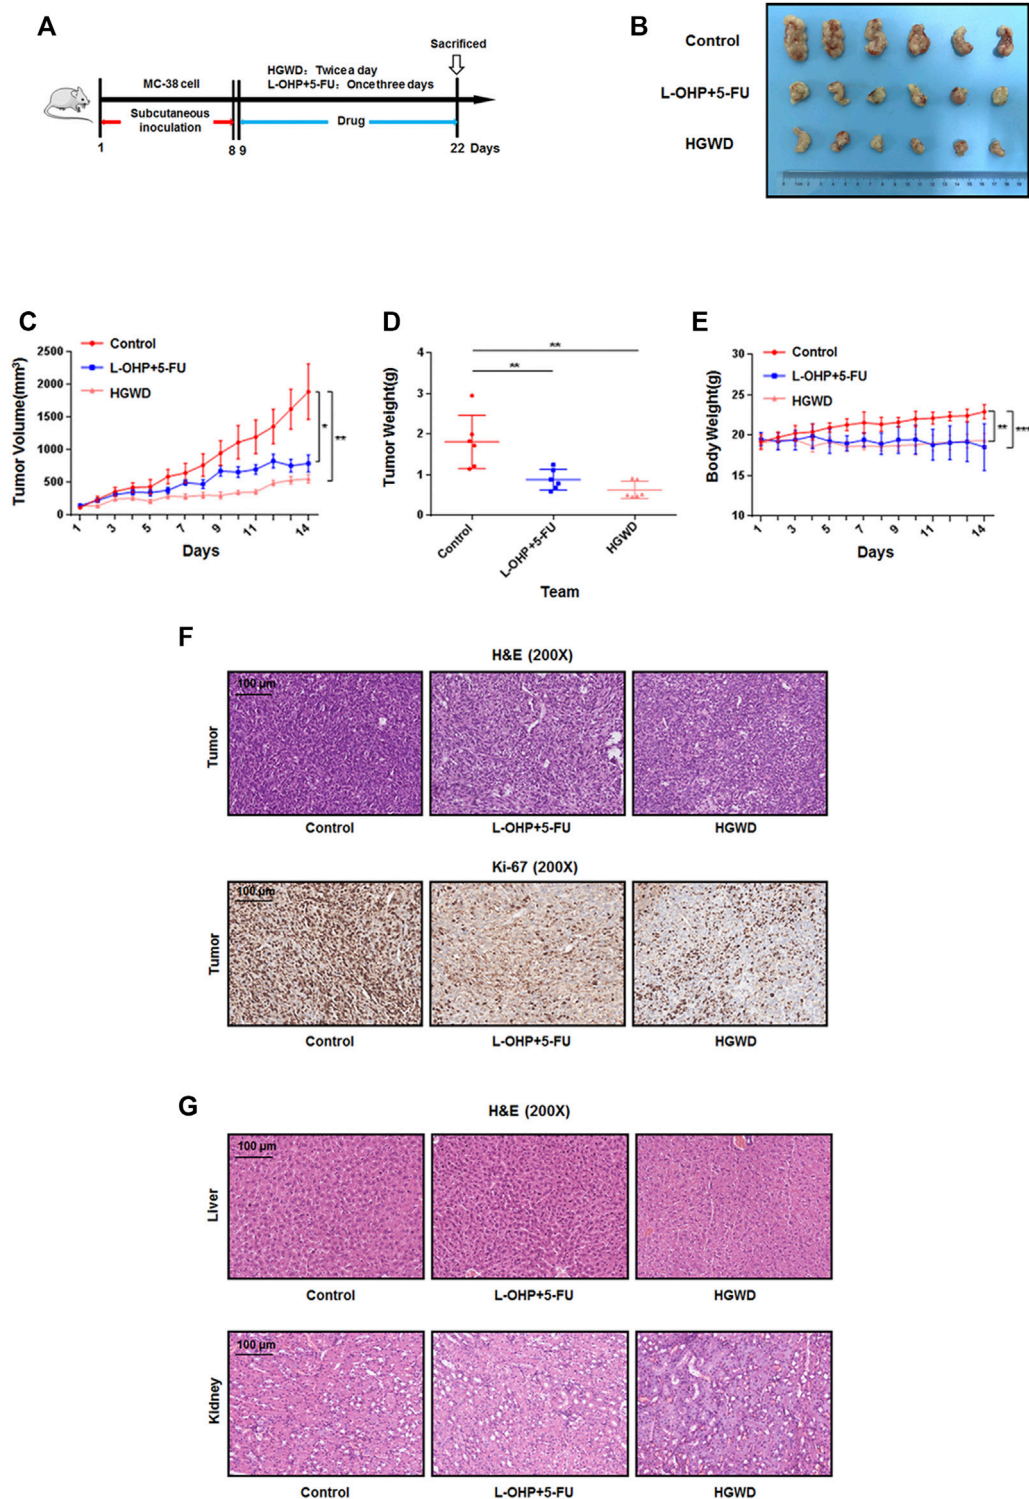 A
Sacrificed
MC-38 cell
HGWD：Twice a day
L-OHP+5-FU：Once three days
Subcutaneous
inoculation
Drug
1
8 9
22 Days
B
Control
L-OHP+5-FU
HGWD
C
Control
L-OHP+5-FU
HGWD
Tumor Volume(mm³)
2500
2000
1500
1000
500
0
*
**
1 3 5 7 9 11 14
Days
D
Tumor Weight(g)
4
3
2
1
0
**
**
Control
L-OHP+5-FU
HGWD
Team
E
Control
L-OHP+5-FU
HGWD
Body Weight(g)
30
25
20
15
10
**
***
1 3 5 7 9 11 14
Days
F
H&E (200X)
Tumor
100 μm
Control
L-OHP+5-FU
HGWD
Ki-67 (200X)
Tumor
100 μm
Control
L-OHP+5-FU
HGWD
G
H&E (200X)
Liver
100 μm
Control
L-OHP+5-FU
HGWD
Kidney
100 μm
Control
L-OHP+5-FU
HGWD